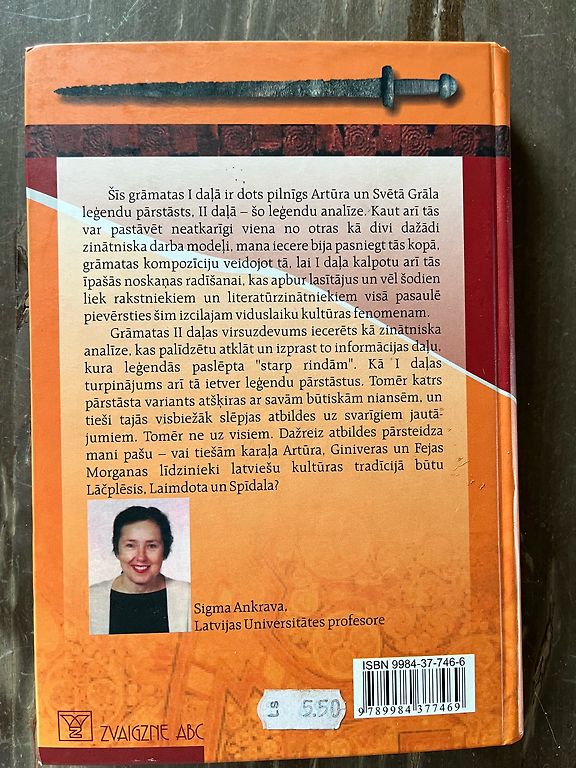 Šīs grāmatas I daļā ir dots pilnīgs Artūra un Svētā Grāla
leģendu pārstāsts, II daļā – šo leģendu analīze. Kaut arī tās
var pastāvēt neatkarīgi viena no otras kā divi dažādi
zinātniska darba modeļi, mana iecere bija pasniegt tās kopā,
grāmatas kompozīciju veidojot tā, lai I daļa kalpotu arī tās
īpašās noskaņas radīšanai, kas apbur lasītājus un vēl šodien
liek rakstniekiem un literatūrzinātniekiem visā pasaulē
pievērsties šim izcilajam viduslaiku kultūras fenomenam.
Grāmatas II daļas virsuzdevums iecerēts kā zinātniska
analīze, kas palīdzētu atklāt un izprast to informācijas daļu,
kura leģendās paslēpta "starp rindām". Kā I daļas
turpinājums arī tā ietver leģendu pārstāstus. Tomēr katrs
pārstāsta variants atšķiras ar savām būtiskām niansēm, un
tieši tajās visbiežāk slēpjas atbildes uz svarīgiem jautā-
jumiem. Tomēr ne uz visiem. Dažreiz atbildes pārsteidza
mani pašu – vai tiešām karaļa Artūra, Giniveras un Fejas
Morganas līdzinieki latviešu kultūras tradīcijā būtu
Lāčplēsis, Laimdota un Spīdala?
Sigma Ankrava,
Latvijas Universitātes profesore
ISBN 9984-37-746-6
9 789984 377469
Ls 5.50
ZVAIGZNE ABC